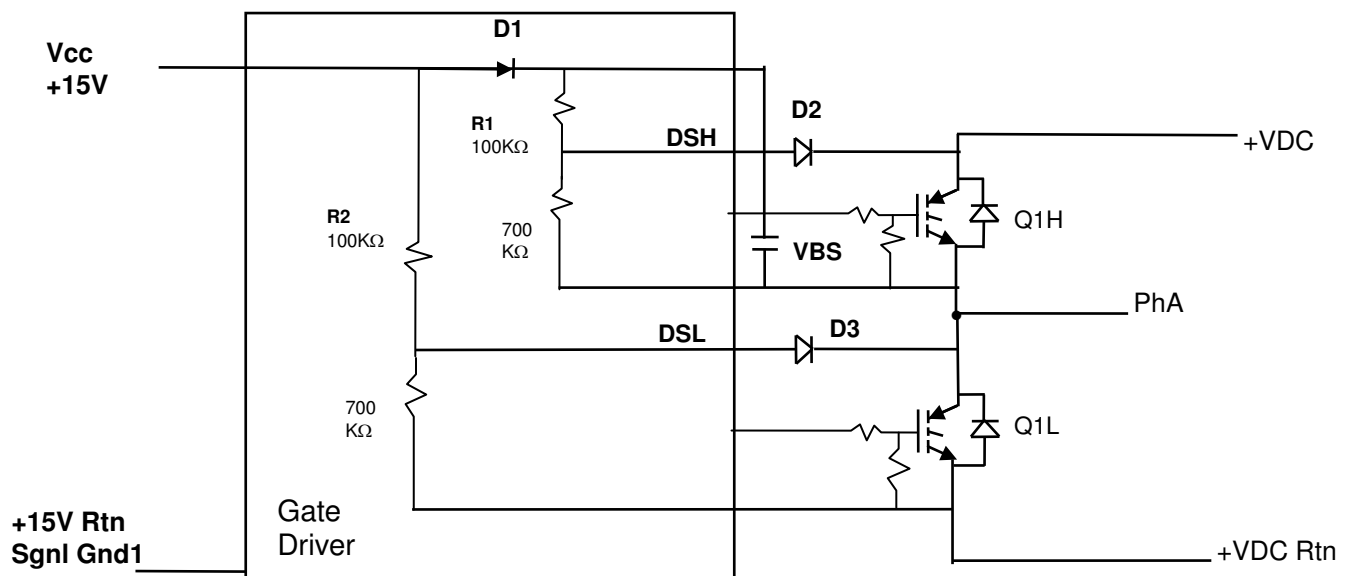 D1
Vcc
+15V
D2
R1
100KΩ
DSH
+VDC
R2
100KΩ
700
KΩ
VBS
Q1H
PhA
DSL
D3
700
KΩ
Q1L
Gate
Driver
+15V Rtn
Sgnl Gnd1
+VDC Rtn